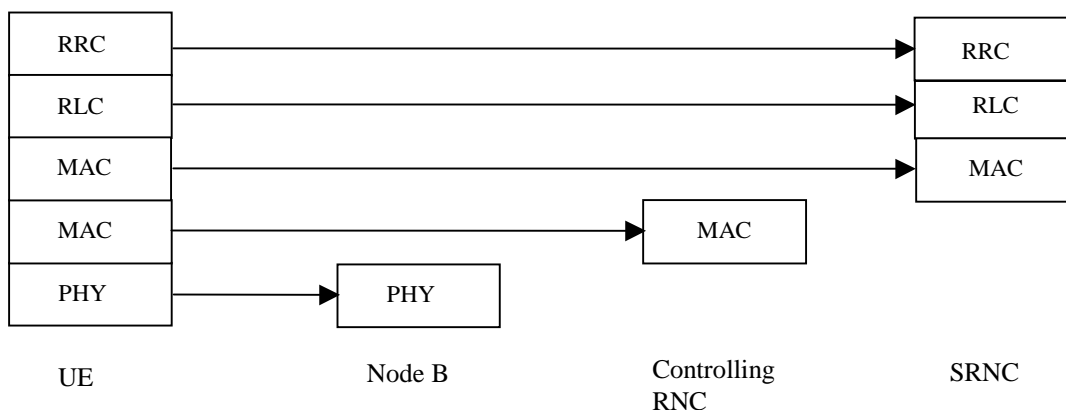 RRC
RRC
RLC
RLC
MAC
MAC
MAC
MAC
PHY
PHY
UE
Node B
Controlling
RNC
SRNC